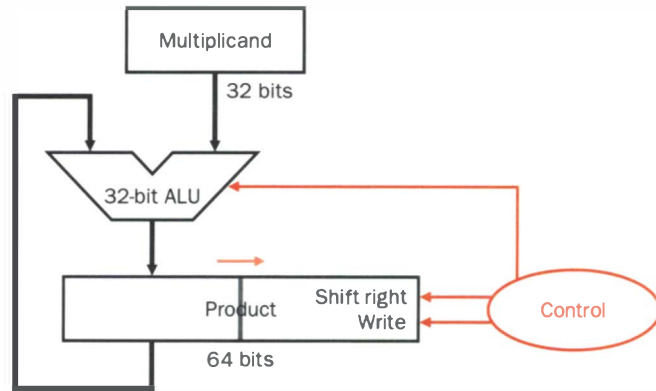 Multiplicand
32 bits
32-bit ALU
Product
Shift right
Write
Control
64 bits